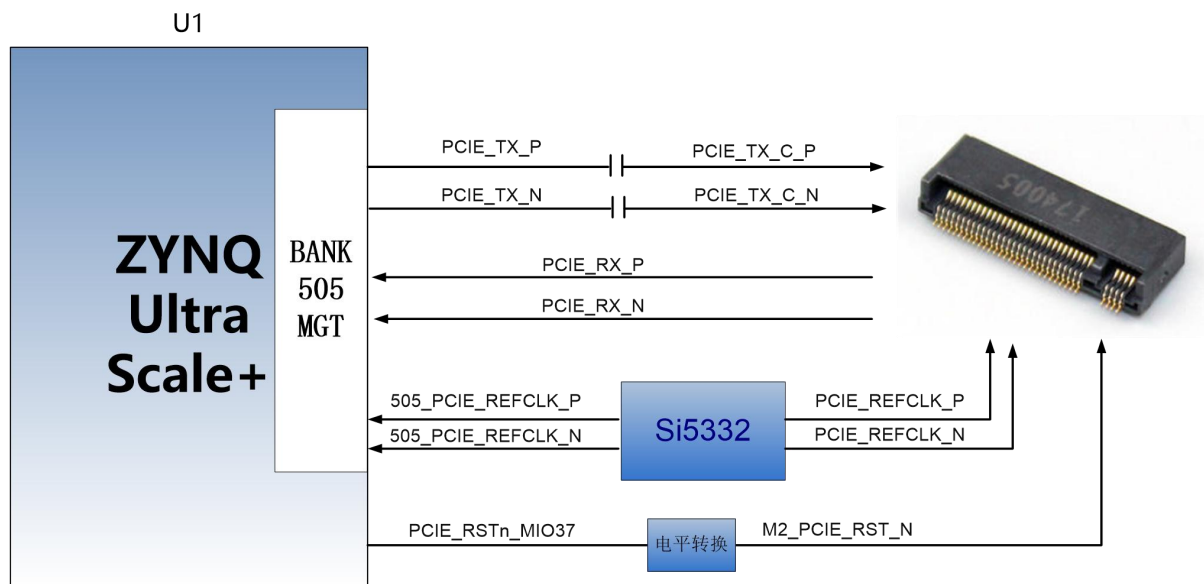 U1
PCIE_TX_P
PCIE_TX_C_P
PCIE_TX_N
PCIE_TX_C_N
174005
ZYNQ
Ultra
Scale+
BANK
505
MGT
PCIE_RX_P
PCIE_RX_N
505_PCIE_REFCLK_P
505_PCIE_REFCLK_N
Si5332
PCIE_REFCLK_P
PCIE_REFCLK_N
PCIE_RSTn_MIO37
电平转换
M2_PCIE_RST_N